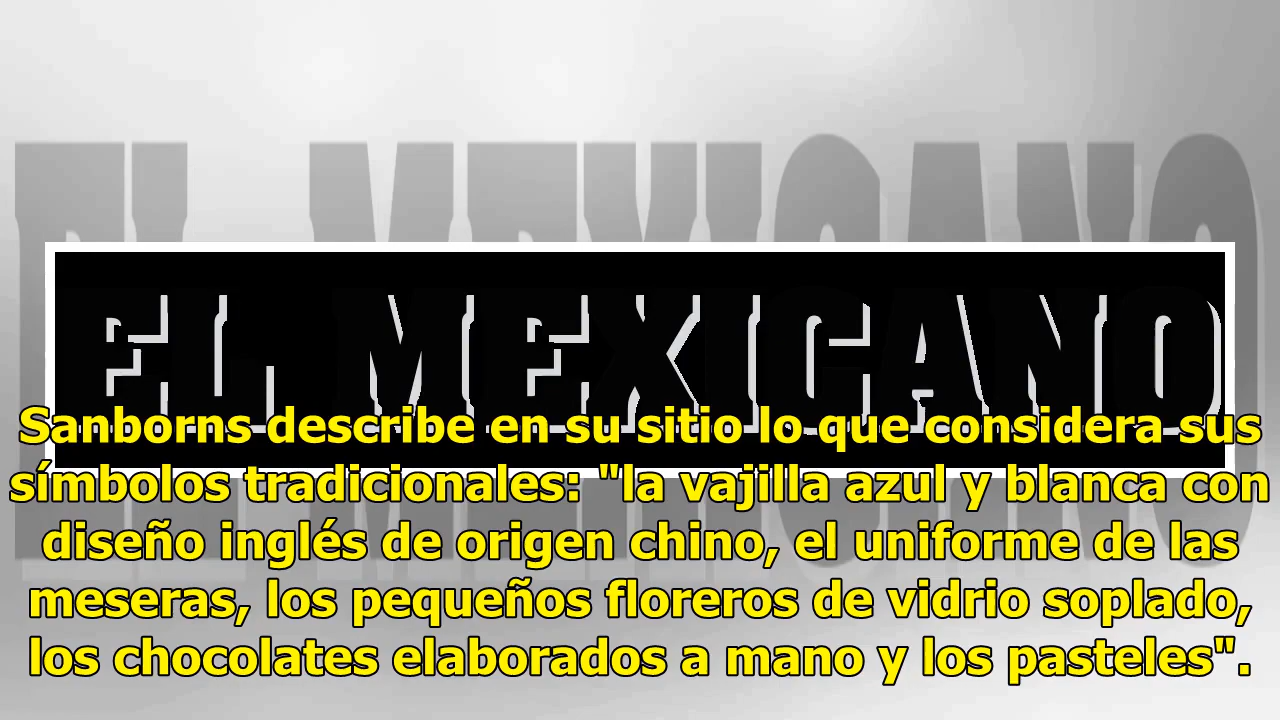 EL MEXICANO
EL MEXICANO
Sanborns describe en su sitio lo que considera sus
símbolos tradicionales: "la vajilla azul y blanca con
diseño inglés de origen chino, el uniforme de las
meseras, los pequeños floreros de vidrio soplado,
los chocolates elaborados a mano y los pasteles".